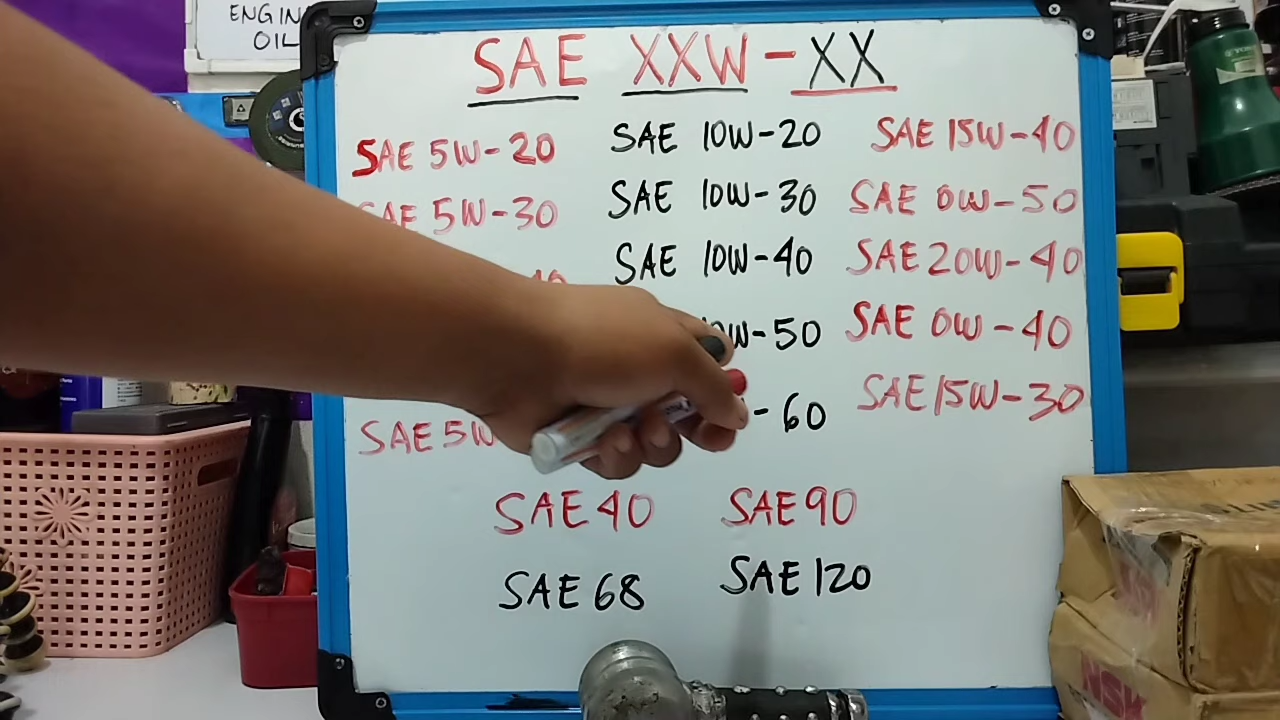 ENGIN
OIL
SAE XXW-XX
SAE 5W-20
SAE 5W-30
SAE 5W
SAE 10W-20
SAE 10W-30
SAE 10W-40
W-50
-60
SAE 15W-40
SAE 0W-50
SAE 20W-40
SAE 0W-40
SAE 15W-30
SAE 40
SAE 90
SAE 68
SAE 120
NSK